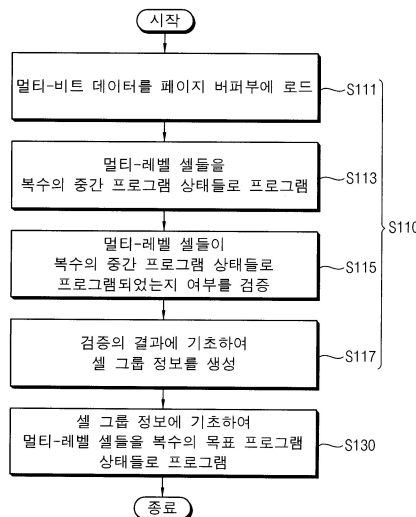 시작
멀티-비트 데이터를 페이지 버퍼부에 로드
S111
멀티-레벨 셀들을
복수의 중간 프로그램 상태들로 프로그램
S113
S110
멀티-레벨 셀들이
복수의 중간 프로그램 상태들로
프로그램되었는지 여부를 검증
S115
검증의 결과에 기초하여
셀 그룹 정보를 생성
S117
셀 그룹 정보에 기초하여
멀티-레벨 셀들을 복수의 목표 프로그램
상태들로 프로그램
S130
종료